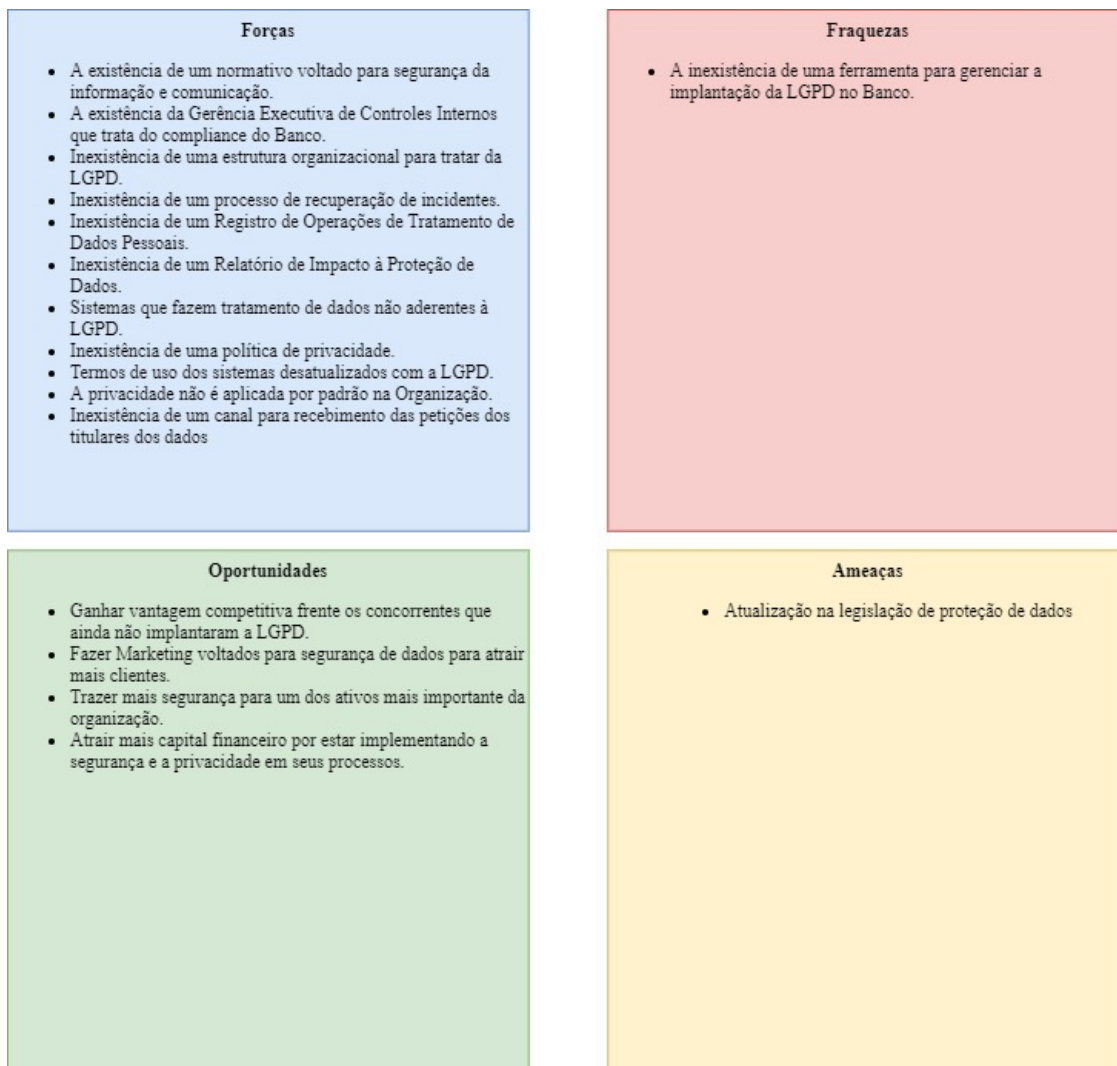 Forças
• A existência de um normativo voltado para segurança da
informação e comunicação.
• A existência da Gerência Executiva de Controles Internos
que trata do compliance do Banco.
• Inexistência de uma estrutura organizacional para tratar da
LGPD.
• Inexistência de um processo de recuperação de incidentes.
• Inexistência de um Registro de Operações de Tratamento de
Dados Pessoais.
• Inexistência de um Relatório de Impacto à Proteção de
Dados.
• Sistemas que fazem tratamento de dados não aderentes à
LGPD.
• Inexistência de uma política de privacidade.
• Termos de uso dos sistemas desatualizados com a LGPD.
• A privacidade não é aplicada por padrão na Organização.
• Inexistência de um canal para recebimento das petições dos
titulares dos dados
Fraquezas
• A inexistência de uma ferramenta para gerenciar a
implantação da LGPD no Banco.
Oportunidades
• Ganhar vantagem competitiva frente os concorrentes que
ainda não implantaram a LGPD.
• Fazer Marketing voltados para segurança de dados para atrair
mais clientes.
• Trazer mais segurança para um dos ativos mais importante da
organização.
• Atrair mais capital financeiro por estar implementando a
segurança e a privacidade em seus processos.
Ameaças
• Atualização na legislação de proteção de dados